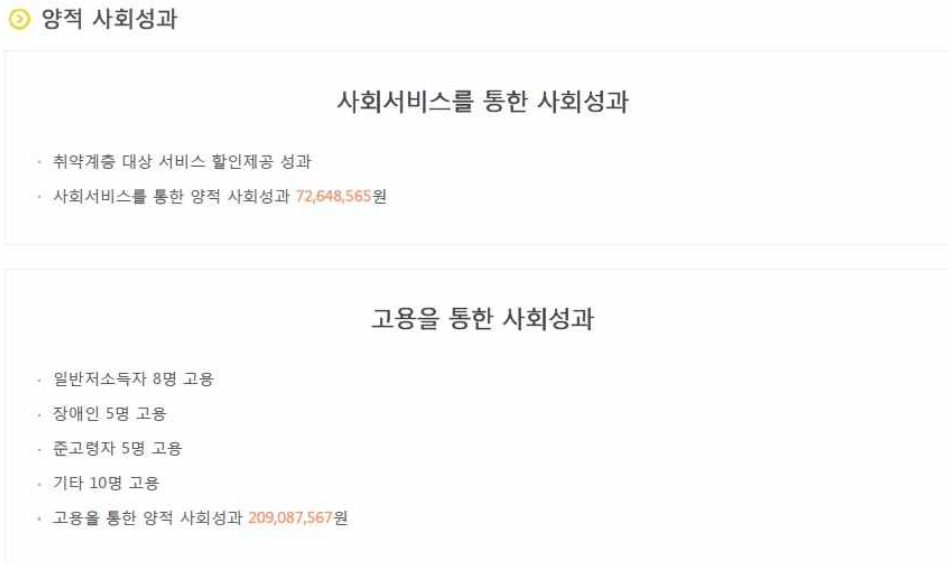 양적 사회성과
사회서비스를 통한 사회성과
· 취약계층 대상 서비스 할인제공 성과
· 사회서비스를 통한 양적 사회성과 72,648,565원
고용을 통한 사회성과
· 일반저소득자 8명 고용
· 장애인 5명 고용
· 준고령자 5명 고용
· 기타 10명 고용
· 고용을 통한 양적 사회성과 209,087,567원